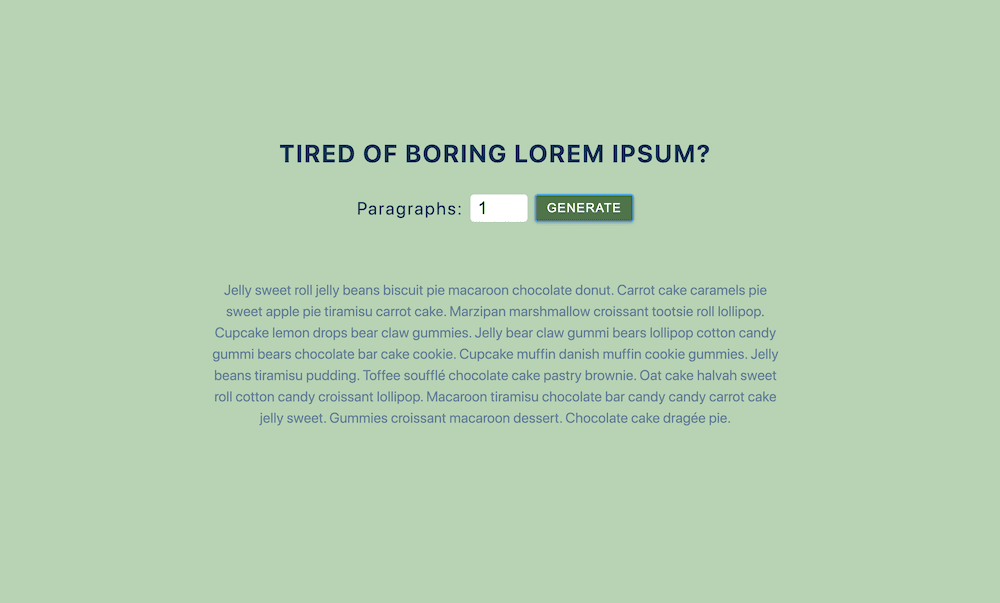 TIRED OF BORING LOREM IPSUM?
Paragraphs: 1 GENERATE
Jelly sweet roll jelly beans biscuit pie macaroon chocolate donut. Carrot cake caramels pie
sweet apple pie tiramisu carrot cake. Marzipan marshmallow croissant tootsie roll lollipop.
Cupcake lemon drops bear claw gummies. Jelly bear claw gummi bears lollipop cotton candy
gummi bears chocolate bar cake cookie. Cupcake muffin danish muffin cookie gummies. Jelly
beans tiramisu pudding. Toffee soufflé chocolate cake pastry brownie. Oat cake halvah sweet
roll cotton candy croissant lollipop. Macaroon tiramisu chocolate bar candy candy carrot cake
jelly sweet. Gummies croissant macaroon dessert. Chocolate cake dragée pie.